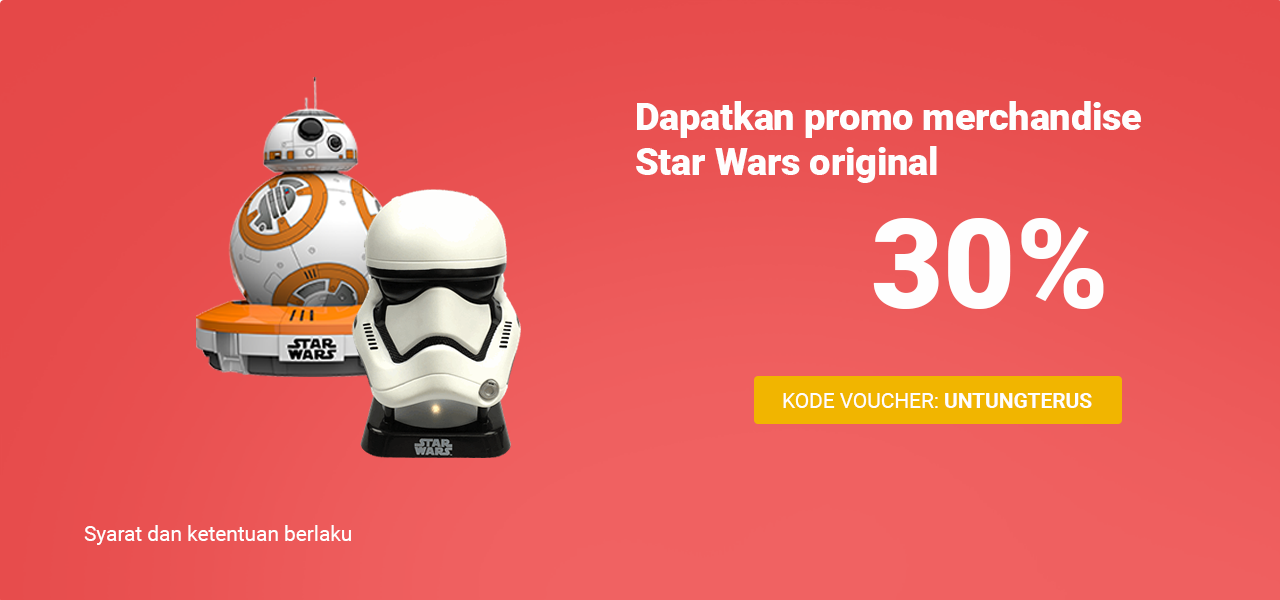 Dapatkan promo merchandise
Star Wars original
30%
KODE VOUCHER: UNTUNGTERUS
STAR
WARS
STAR
WARS
Syarat dan ketentuan berlaku